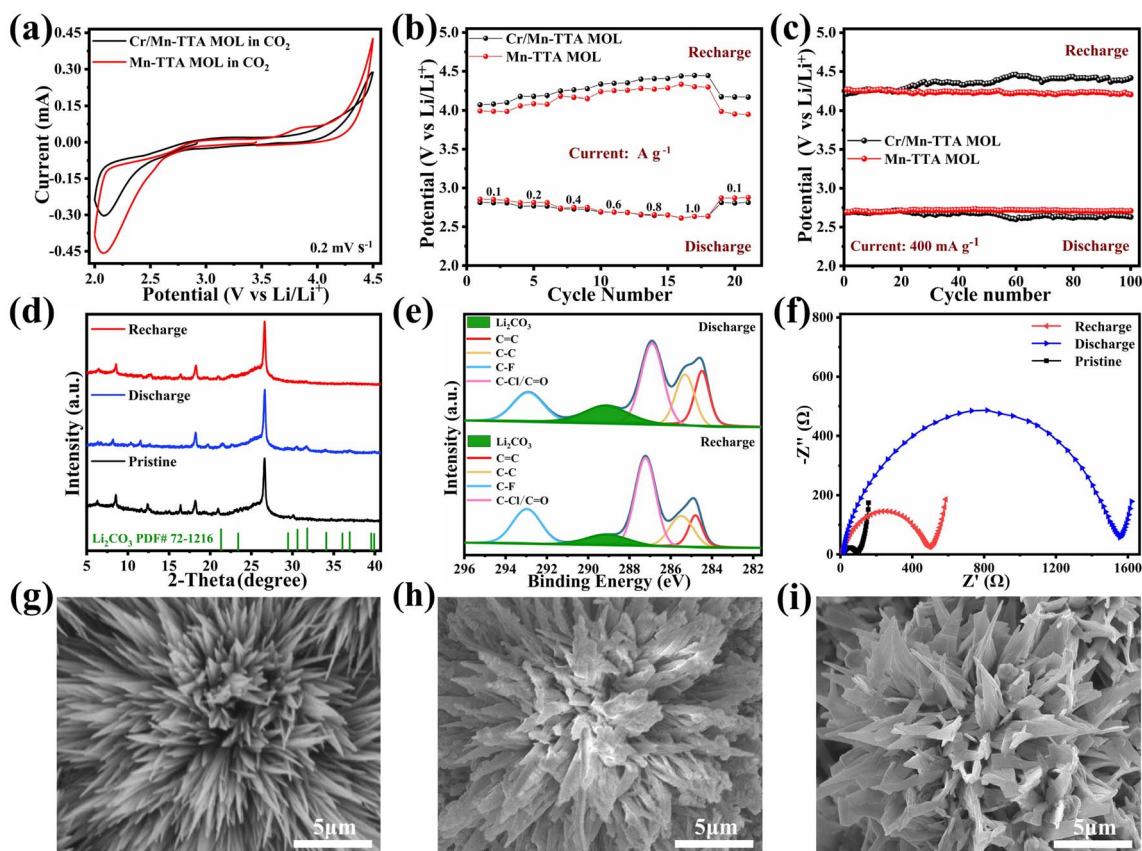 (a)
Cr/Mn-TTA MOL in CO₂
Mn-TTA MOL in CO₂
0.45
0.30
0.15
0.00
-0.15
-0.30
-0.45
Current (mA)
0.2 mV s⁻¹
2.0 2.5 3.0 3.5 4.0 4.5
Potential (V vs Li/Li⁺)
(b)
Cr/Mn-TTA MOL
Mn-TTA MOL
Recharge
5.0
4.5
4.0
3.5
3.0
2.5
2.0
Potential (V vs Li/Li⁺)
Current: A g⁻¹
0.1 0.2 0.4 0.6 0.8 1.0 0.1
Discharge
0 5 10 15 20
Cycle Number
(c)
Recharge
5.0
4.5
4.0
3.5
3.0
2.5
2.0
Potential (V vs Li/Li⁺)
Cr/Mn-TTA MOL
Mn-TTA MOL
Current: 400 mA g⁻¹
Discharge
0 20 40 60 80 100
Cycle number
(d)
Recharge
Discharge
Pristine
Li₂CO₃ PDF# 72-1216
Intensity (a.u.)
5 10 15 20 25 30 35 40
2-Theta (degree)
(e)
Li₂CO₃
C=C
C-C
C-F
C-Cl/C=O
Discharge
Li₂CO₃
C=C
C-C
C-F
C-Cl/C=O
Recharge
Intensity (a.u.)
296 294 292 290 288 286 284 282
Binding Energy (eV)
(f)
Recharge
Discharge
Pristine
-800
-600
-400
-200
0
-Z'' (Ω)
0 400 800 1200 1600
Z' (Ω)
(g)
5μm
(h)
5μm
(i)
5μm